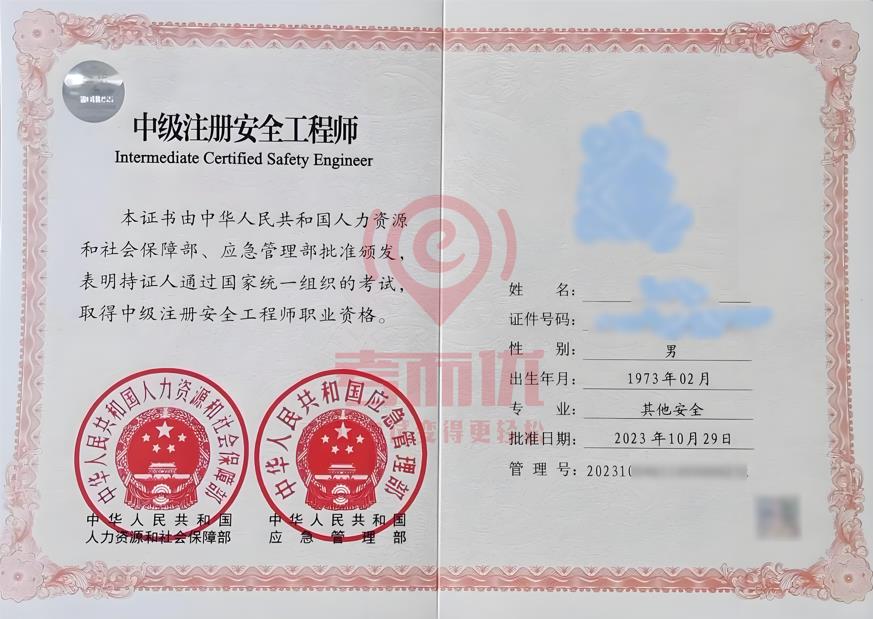 中级注册安全工程师
Intermediate Certified Safety Engineer
本证书由中华人民共和国人力资源
和社会保障部、应急管理部批准颁发，
表明持证人通过国家统一组织的考试，
取得中级注册安全工程师职业资格。
中华人民共和国人力资源和社会保障部
中华人民共和国应急管理部
中华人民共和国
人力资源和社会保障部
中华人民共和国
应急管理部
姓 名：
证件号码：
性 别： 男
出生年月： 1973年02月
专 业： 其他安全
批准日期： 2023年10月29日
管 理 号： 202310
考而优
变得更轻松